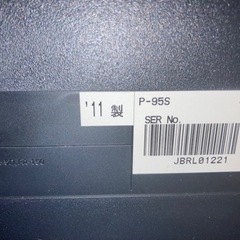 '11 製
P-95S
SER No.
JBRL01221